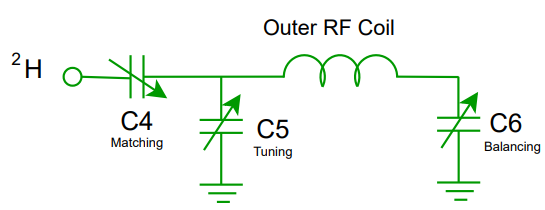 Outer RF Coil
²H
C4
Matching
C5
Tuning
C6
Balancing